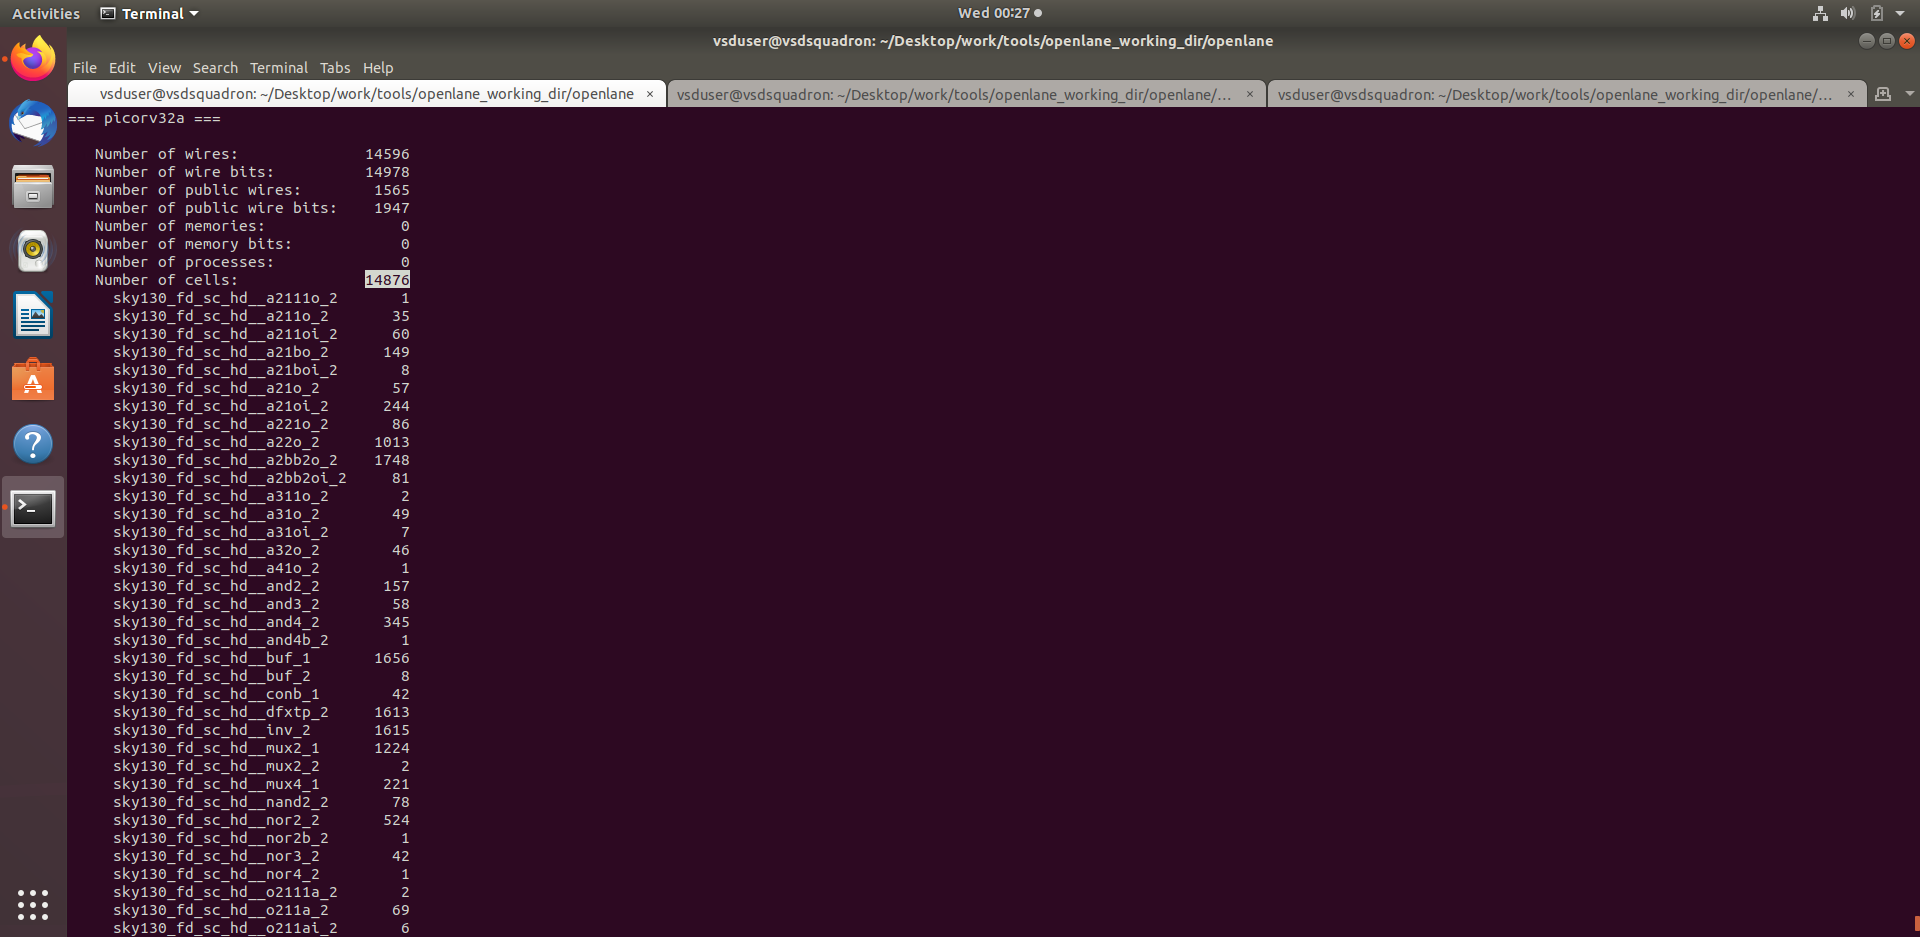 Activities Terminal Wed 00:27
vsduser@vsdsquadron: ~/Desktop/work/tools/openlane_working_dir/openlane
File Edit View Search Terminal Tabs Help
vsduser@vsdsquadron: ~/Desktop/work/tools/openlane_working_dir/openlane × vsduser@vsdsquadron: ~/Desktop/work/tools/openlane_working_dir/openlane/... × vsduser@vsdsquadron: ~/Desktop/work/tools/openlane_working_dir/openlane/... ×
=== picorv32a ===
Number of wires: 14596
Number of wire bits: 14978
Number of public wires: 1565
Number of public wire bits: 1947
Number of memories: 0
Number of memory bits: 0
Number of processes: 0
Number of cells: 14876
sky130_fd_sc_hd__a2111o_2 1
sky130_fd_sc_hd__a211o_2 35
sky130_fd_sc_hd__a211oi_2 60
sky130_fd_sc_hd__a21bo_2 149
sky130_fd_sc_hd__a21boi_2 8
sky130_fd_sc_hd__a21o_2 57
sky130_fd_sc_hd__a21oi_2 244
sky130_fd_sc_hd__a221o_2 86
sky130_fd_sc_hd__a22o_2 1013
sky130_fd_sc_hd__a2bb2o_2 1748
sky130_fd_sc_hd__a2bb2oi_2 81
sky130_fd_sc_hd__a311o_2 2
sky130_fd_sc_hd__a31o_2 49
sky130_fd_sc_hd__a31oi_2 7
sky130_fd_sc_hd__a32o_2 46
sky130_fd_sc_hd__a41o_2 1
sky130_fd_sc_hd__and2_2 157
sky130_fd_sc_hd__and3_2 58
sky130_fd_sc_hd__and4_2 345
sky130_fd_sc_hd__and4b_2 1
sky130_fd_sc_hd__buf_1 1656
sky130_fd_sc_hd__buf_2 8
sky130_fd_sc_hd__conb_1 42
sky130_fd_sc_hd__dfxtp_2 1613
sky130_fd_sc_hd__inv_2 1615
sky130_fd_sc_hd__mux2_1 1224
sky130_fd_sc_hd__mux2_2 2
sky130_fd_sc_hd__mux4_1 221
sky130_fd_sc_hd__nand2_2 78
sky130_fd_sc_hd__nor2_2 524
sky130_fd_sc_hd__nor2b_2 1
sky130_fd_sc_hd__nor3_2 42
sky130_fd_sc_hd__nor4_2 1
sky130_fd_sc_hd__o2111a_2 2
sky130_fd_sc_hd__o211a_2 69
sky130_fd_sc_hd__o211ai_2 6